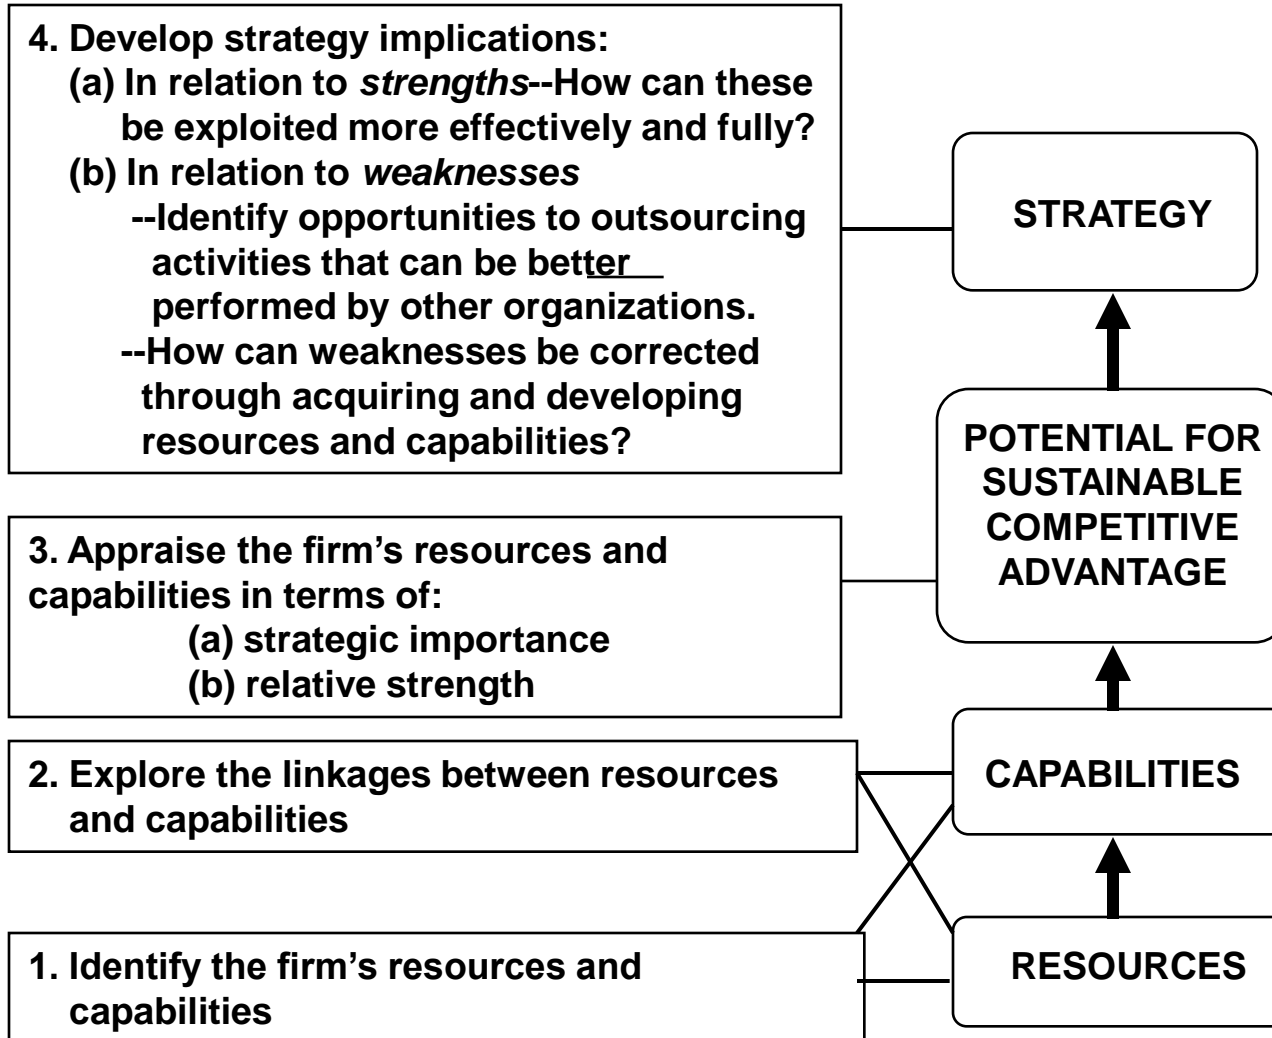 4. Develop strategy implications:
(a) In relation to strengths--How can these
be exploited more effectively and fully?
(b) In relation to weaknesses
--Identify opportunities to outsourcing
activities that can be better
performed by other organizations.
--How can weaknesses be corrected
through acquiring and developing
resources and capabilities?
3. Appraise the firm’s resources and
capabilities in terms of:
(a) strategic importance
(b) relative strength
2. Explore the linkages between resources
and capabilities
1. Identify the firm’s resources and
capabilities
STRATEGY
POTENTIAL FOR
SUSTAINABLE
COMPETITIVE
ADVANTAGE
CAPABILITIES
RESOURCES